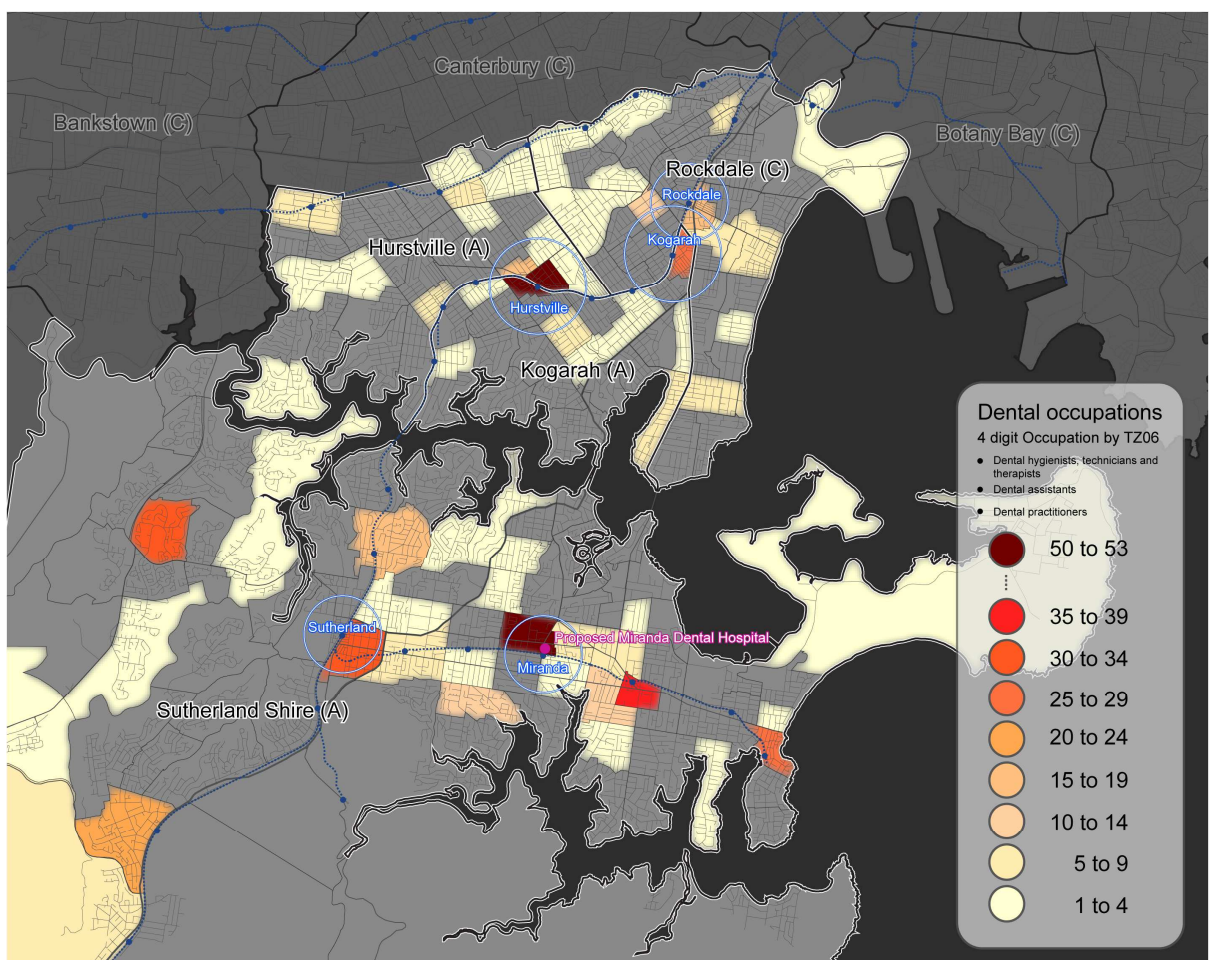 Canterbury (C)
Bankstown (C)
Botany Bay (C)
Rockdale (C)
Rockdale
Kogarah
Hurstville (A)
Hurstville
Kogarah (A)
Sutherland
Proposed Miranda Dental Hospital
Miranda
Sutherland Shire (A)
Dental occupations
4 digit Occupation by TZ06
Dental hygienists, technicians and
therapists
Dental assistants
Dental practitioners
50 to 53
35 to 39
30 to 34
25 to 29
20 to 24
15 to 19
10 to 14
5 to 9
1 to 4